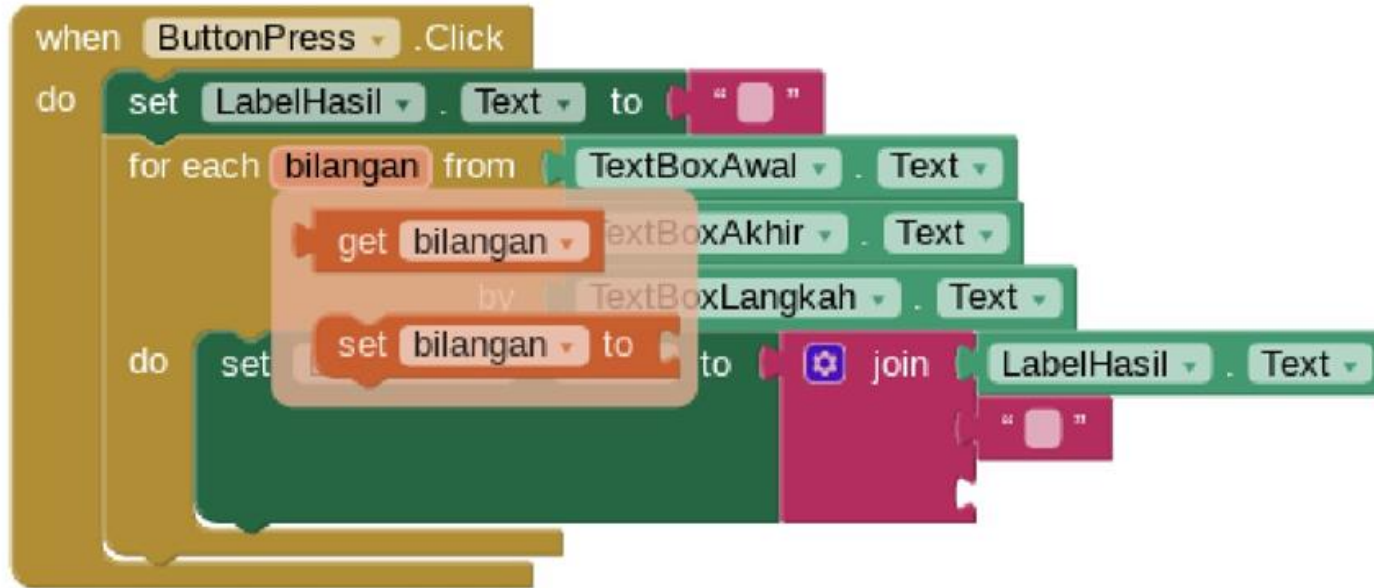 when ButtonPress .Click
do set LabelHasil . Text to “ ”
for each bilangan from TextBoxAwal . Text
get bilangan TextBoxAkhir . Text
by TextBoxLangkah . Text
set bilangan to
do set to join LabelHasil . Text
“ ”